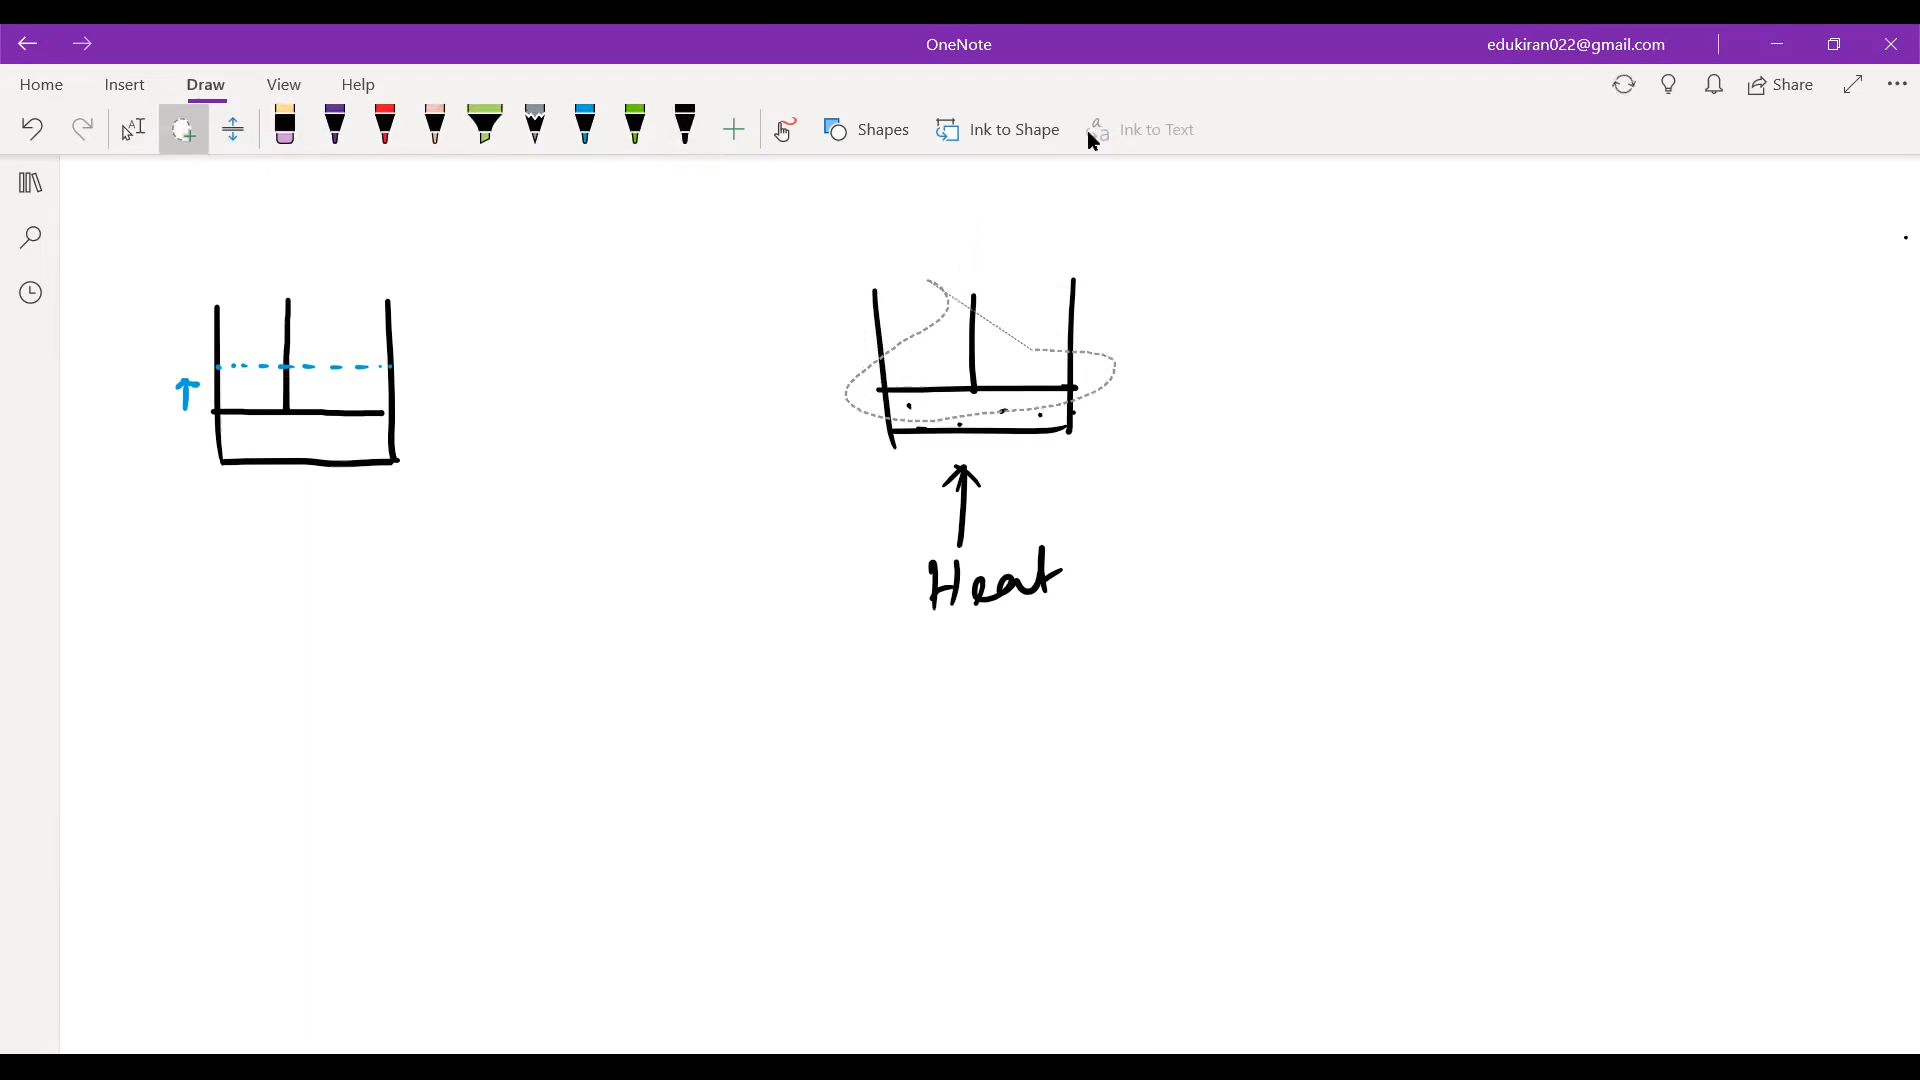 OneNote
edukiran022@gmail.com
Home Insert Draw View Help
Share
Shapes
Ink to Shape
Ink to Text
Heat